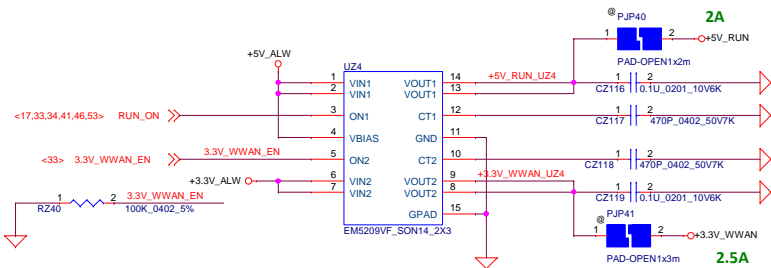 @
PJP40
2A
1 2
+5V_RUN
PAD-OPEN1x2m
+5V_ALW
UZ4
1 VIN1 VOUT1 14 +5V_RUN_UZ4
2 VIN1 VOUT1 13
1 2
CZ116 0.1U_0201_10V6K
<17,33,34,41,46,53> RUN_ON
3 ON1 CT1 12
1 2
CZ117 470P_0402_50V7K
4 VBIAS GND 11
<33> 3.3V_WWAN_EN
3.3V_WWAN_EN
5 ON2 CT2 10
1 2
CZ118 470P_0402_50V7K
+3.3V_ALW
6 VIN2 VOUT2 9 +3.3V_WWAN_UZ4
7 VIN2 VOUT2 8
1 2
CZ119 0.1U_0201_10V6K
1 2 3.3V_WWAN_EN
RZ40 100K_0402_5%
GPAD 15
EM5209VF_SON14_2X3
@
PJP41
1 2
+3.3V_WWAN
PAD-OPEN1x3m
2.5A